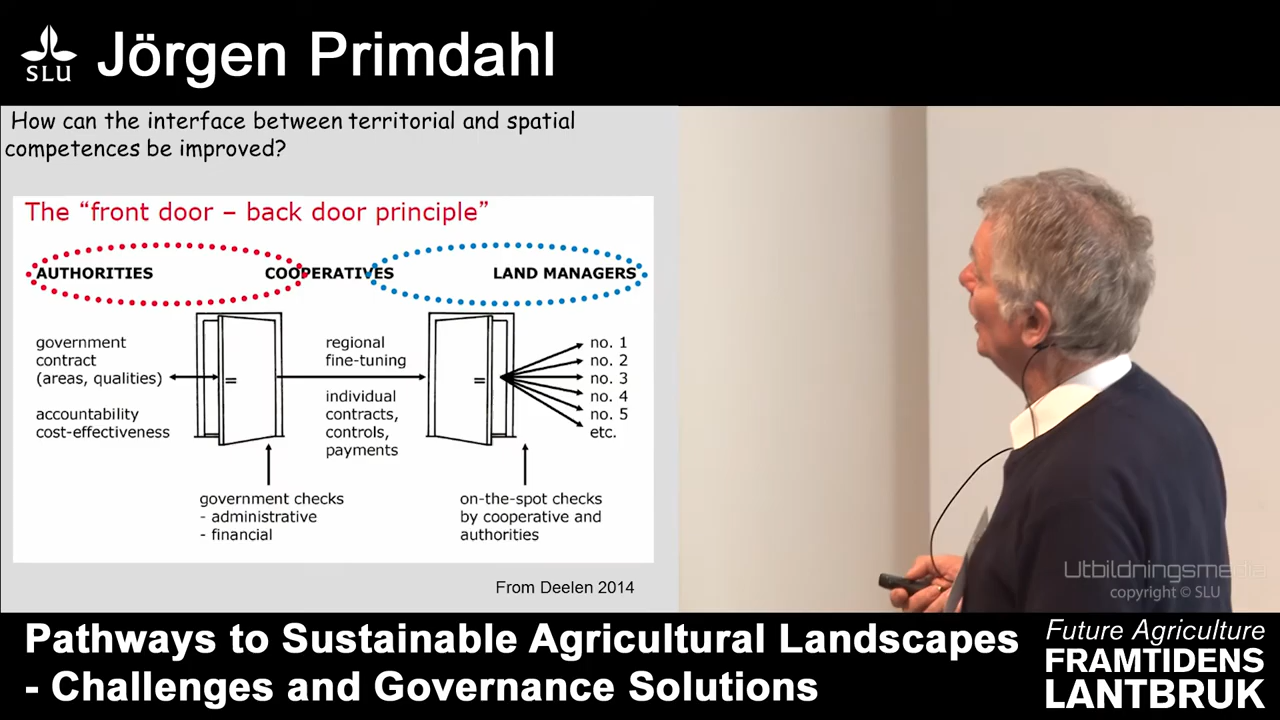 SLU
Jörgen Primdahl
How can the interface between territorial and spatial
competences be improved?
The “front door – back door principle”
AUTHORITIES
COOPERATIVES
LAND MANAGERS
government
contract
(areas, qualities)
accountability
cost-effectiveness
regional
fine-tuning
individual
contracts,
controls,
payments
no. 1
no. 2
no. 3
no. 4
no. 5
etc.
government checks
- administrative
- financial
on-the-spot checks
by cooperative and
authorities
From Deelen 2014
Utbildningsmedia
copyright © SLU
Pathways to Sustainable Agricultural Landscapes
- Challenges and Governance Solutions
Future Agriculture
FRAMTIDENS
LANTBRUK